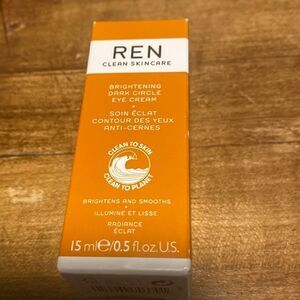 REN
CLEAN SKINCARE
BRIGHTENING
DARK CIRCLE
EYE CREAM
•
SOIN ÉCLAT
CONTOUR DES YEUX
ANTI-CERNES
CLEAN TO SKIN
CLEAN TO PLANET
BRIGHTENS AND SMOOTHS
ILLUMINE ET LISSE
RADIANCE
ÉCLAT
15 ml ℮/0.5 fl.oz.U.S.